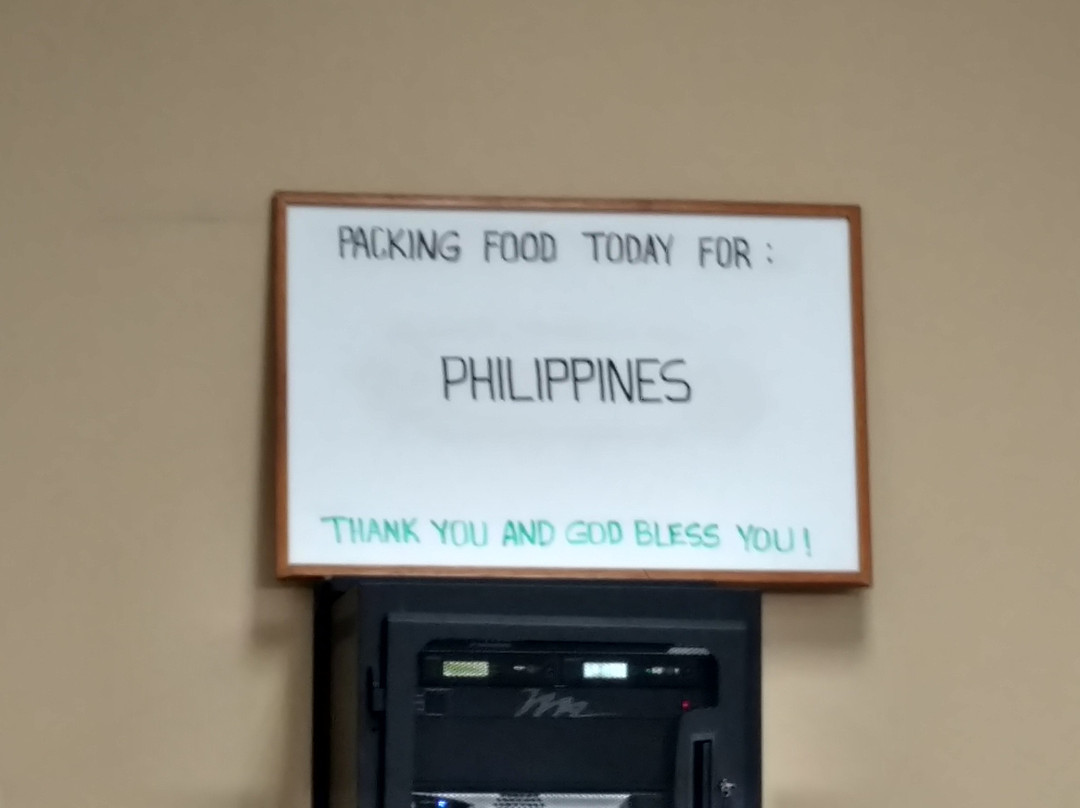 PACKING FOOD TODAY FOR :
PHILIPPINES
THANK YOU AND GOD BLESS YOU!